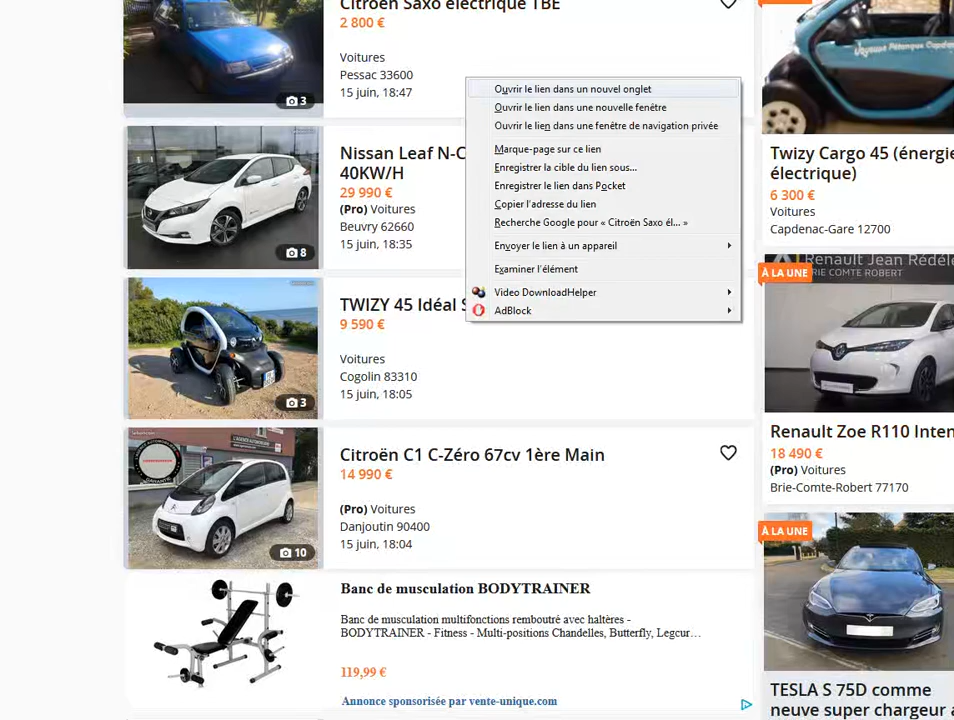 Citroën Saxo électrique TBE
2 800 €
Voitures
Pessac 33600
15 juin, 18:47
3
Nissan Leaf N-C
40KW/H
29 990 €
(Pro) Voitures
Beuvry 62660
15 juin, 18:35
8
TWIZY 45 Idéal S
9 590 €
Voitures
Cogolin 83310
15 juin, 18:05
3
Citroën C1 C-Zéro 67cv 1ère Main
14 990 €
(Pro) Voitures
Danjoutin 90400
15 juin, 18:04
10
Banc de musculation BODYTRAINER
Banc de musculation multifonctions remboutré avec haltères -
BODYTRAINER - Fitness - Multi-positions Chandelles, Butterfly, Legcur…
119,99 €
Annonce sponsorisée par vente-unique.com
Ouvrir le lien dans un nouvel onglet
Ouvrir le lien dans une nouvelle fenêtre
Ouvrir le lien dans une fenêtre de navigation privée
Marque-page sur ce lien
Enregistrer la cible du lien sous...
Enregistrer le lien dans Pocket
Copier l'adresse du lien
Recherche Google pour « Citroën Saxo él... »
Envoyer le lien à un appareil
Examiner l'élément
Video DownloadHelper
AdBlock
Twizy Cargo 45 (énergie
électrique)
6 300 €
Voitures
Capdenac-Gare 12700
À LA UNE
Renault Jean Rédélé
BRIE COMTE ROBERT
Renault Zoe R110 Inten
18 490 €
(Pro) Voitures
Brie-Comte-Robert 77170
À LA UNE
TESLA S 75D comme
neuve super chargeur a